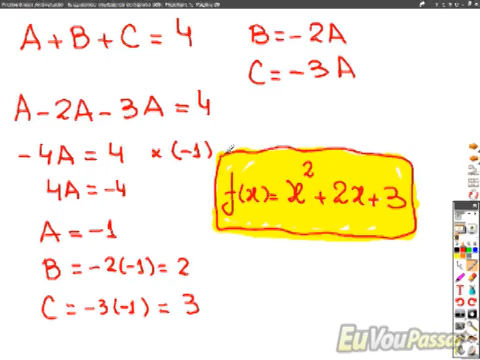 A + B + C = 4
B = -2A
C = -3A
A - 2A - 3A = 4
-4A = 4 × (-1)
4A = -4
A = -1
B = -2(-1) = 2
C = -3(-1) = 3
f(x) = x² + 2x + 3
EuVouPassar